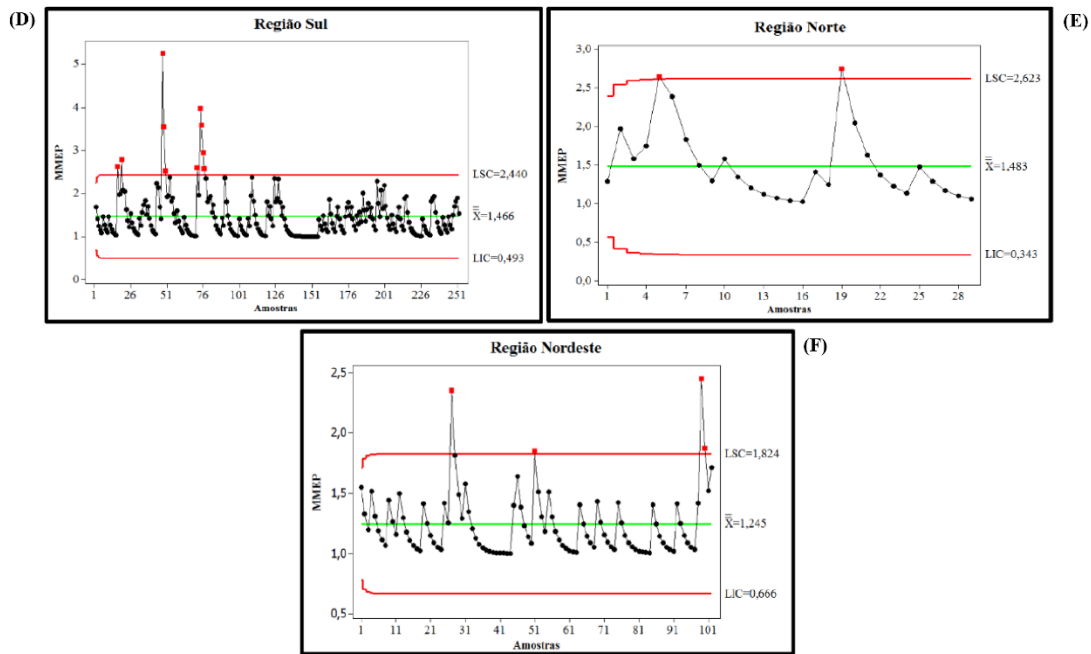 (D)
Região Sul
MMEP
5
4
3
2
1
0
LSC=2,440
X=1,466
LIC=0,493
1 26 51 76 101 126 151 176 201 226 251
Amostras
(E)
Região Norte
MMEP
3,0
2,5
2,0
1,5
1,0
0,5
0,0
LSC=2,623
X=1,483
LIC=0,343
1 4 7 10 13 16 19 22 25 28
Amostras
(F)
Região Nordeste
MMEP
2,5
2,0
1,5
1,0
0,5
LSC=1,824
X=1,245
LIC=0,666
1 11 21 31 41 51 61 71 81 91 101
Amostras